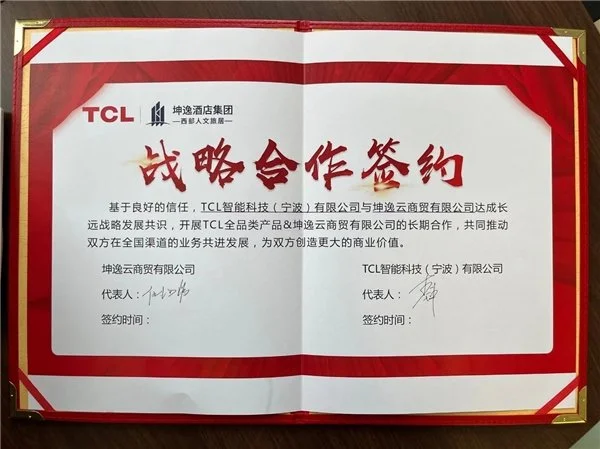 TCL
坤逸酒店集团
—西部人文旅居—
战略合作签约
基于良好的信任，TCL智能科技（宁波）有限公司与坤逸云商贸有限公司达成长
远战略发展共识，开展TCL全品类产品&坤逸云商贸有限公司的长期合作，共同推动
双方在全国渠道的业务共进发展，为双方创造更大的商业价值。
坤逸云商贸有限公司
TCL智能科技（宁波）有限公司
代表人：
代表人：
签约时间：
签约时间：